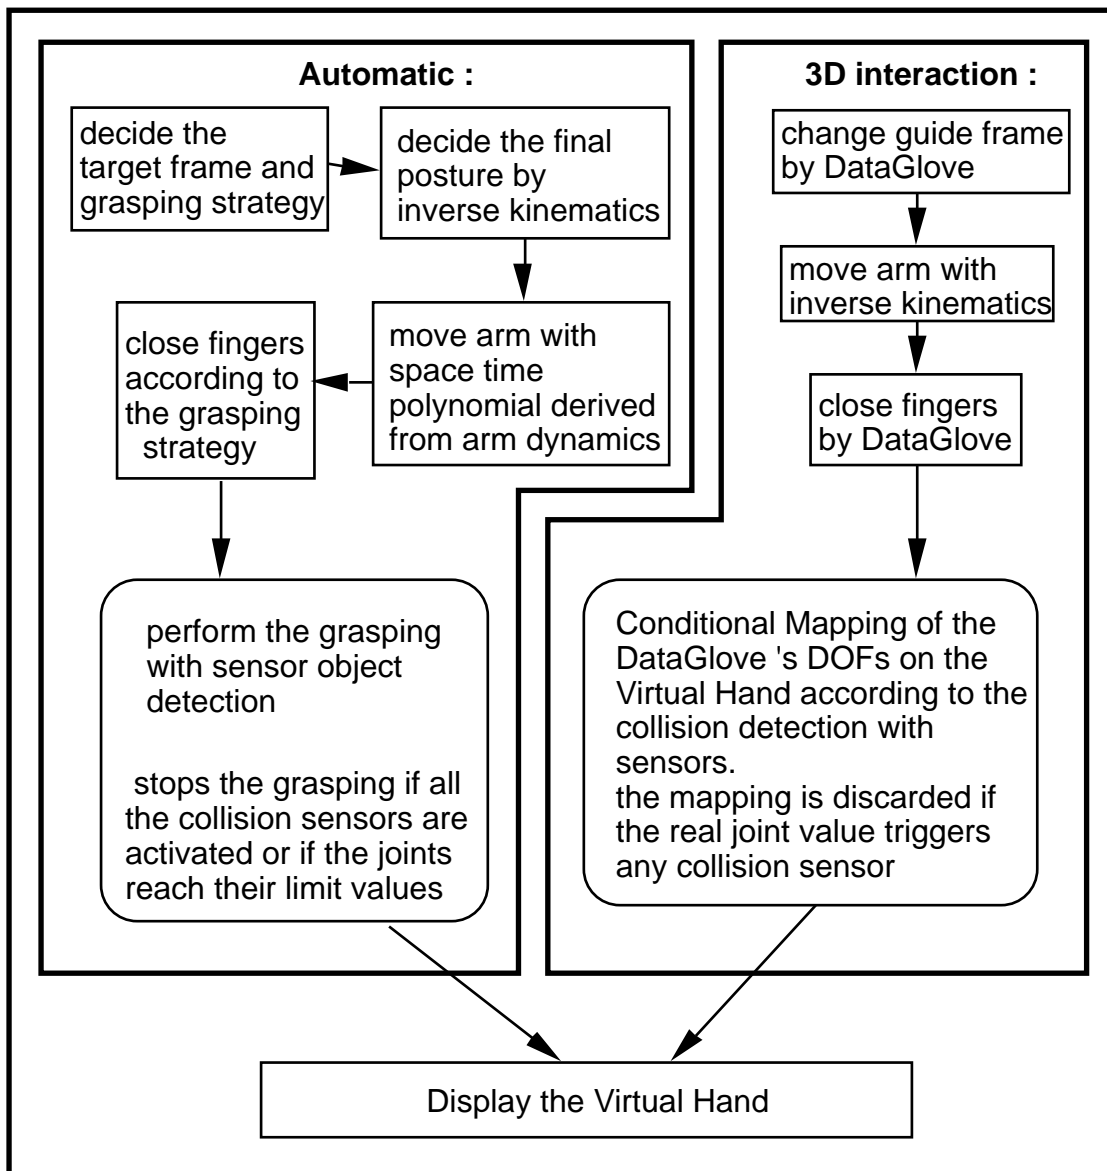 Automatic :
decide the
target frame and
grasping strategy
decide the final
posture by
inverse kinematics
move arm with
space time
polynomial derived
from arm dynamics
close fingers
according to
the grasping
strategy
perform the grasping
with sensor object
detection
stops the grasping if all
the collision sensors are
activated or if the joints
reach their limit values
3D interaction :
change guide frame
by DataGlove
move arm with
inverse kinematics
close fingers
by DataGlove
Conditional Mapping of the
DataGlove 's DOFs on the
Virtual Hand according to the
collision detection with
sensors.
the mapping is discarded if
the real joint value triggers
any collision sensor
Display the Virtual Hand